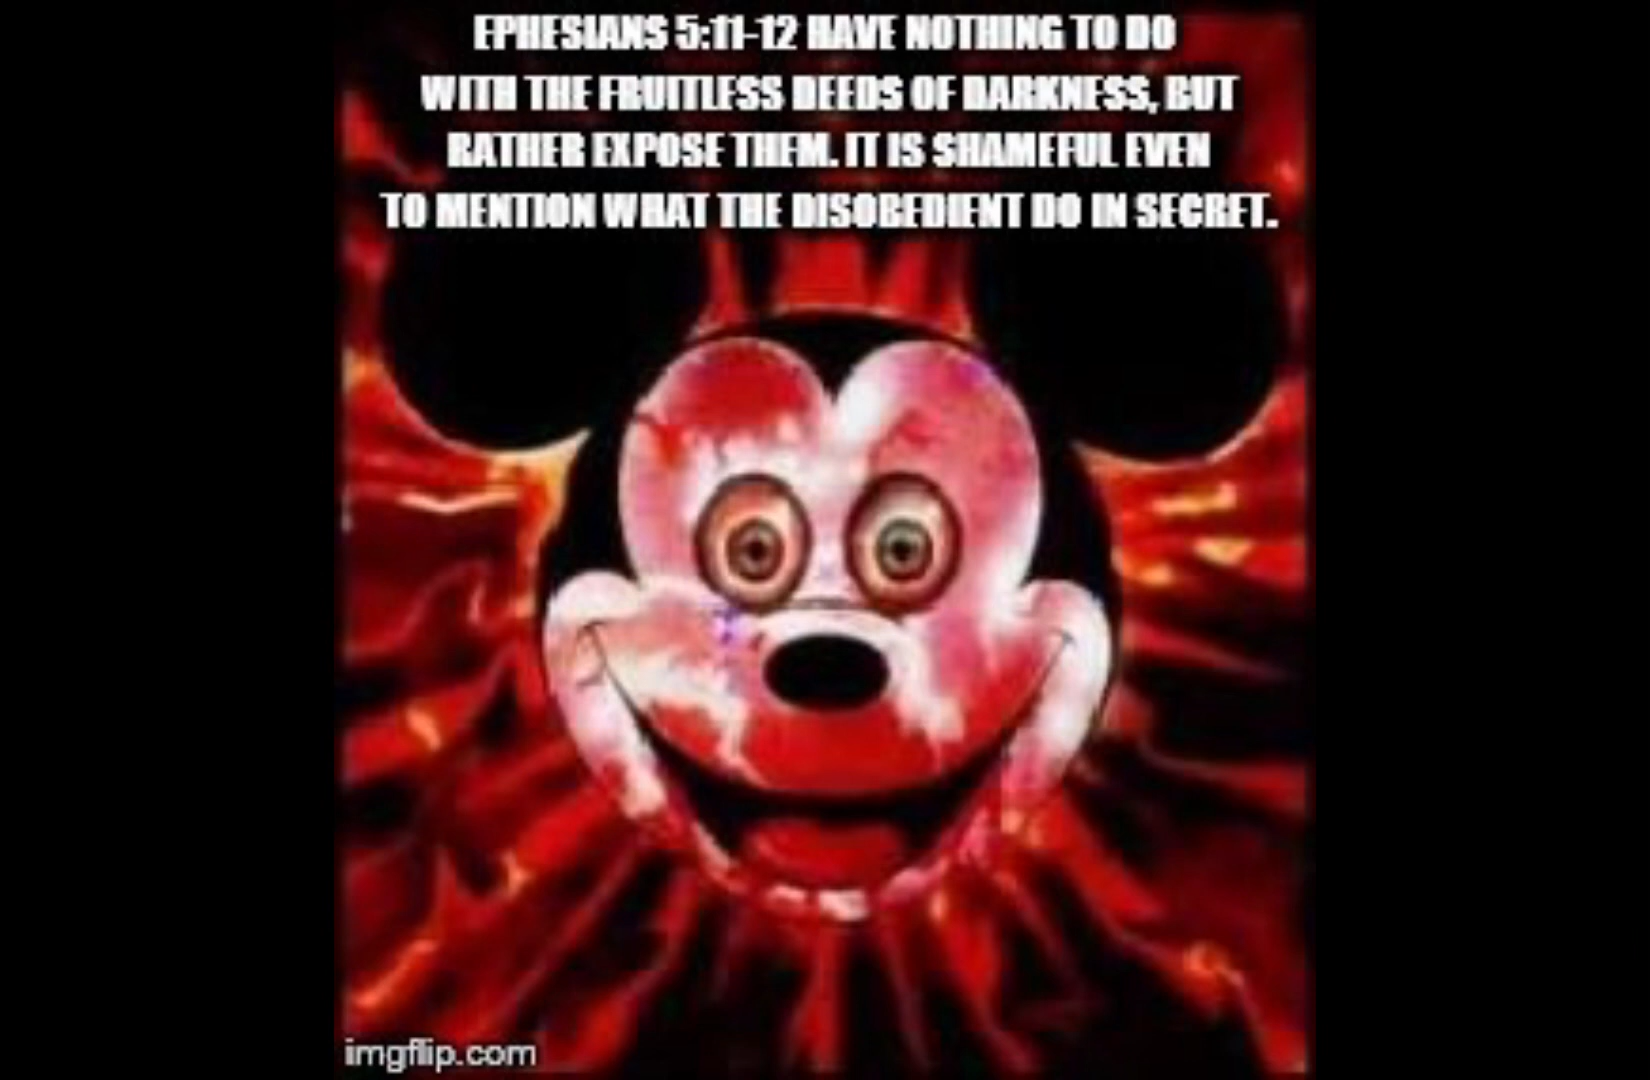 EPHESIANS 5:11-12 HAVE NOTHING TO DO
WITH THE FRUITLESS DEEDS OF DARKNESS, BUT
RATHER EXPOSE THEM. IT IS SHAMEFUL EVEN
TO MENTION WHAT THE DISOBEDIENT DO IN SECRET.
imgflip.com